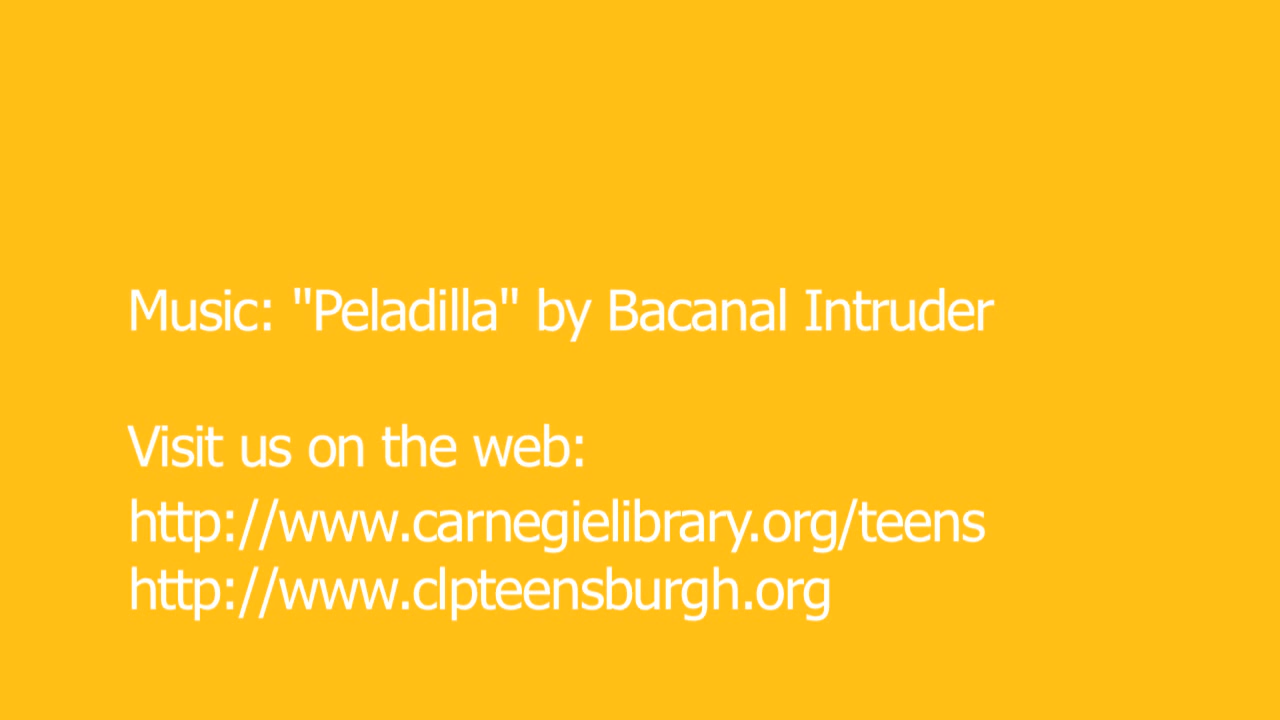 Music: "Peladilla" by Bacanal Intruder
Visit us on the web:
http://www.carnegielibrary.org/teens
http://www.clpteensburgh.org